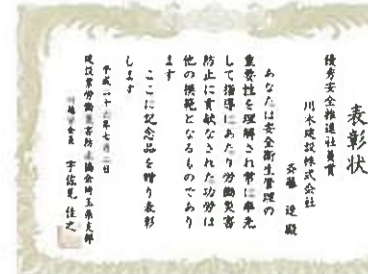 表彰状
優秀安全推進社員賞
川木建設株式会社
斉藤 殿
あなたは安全衛生管理の
重要性を理解され常に率先
して指導にあたり労働災害
防止に貢献なされた功労は
他の模範となるものであり
ます
ここに記念品を贈り表彰
します
平成二十六年七月二日
建設業労働災害防止協会埼玉県支部
川越分会長 佳之